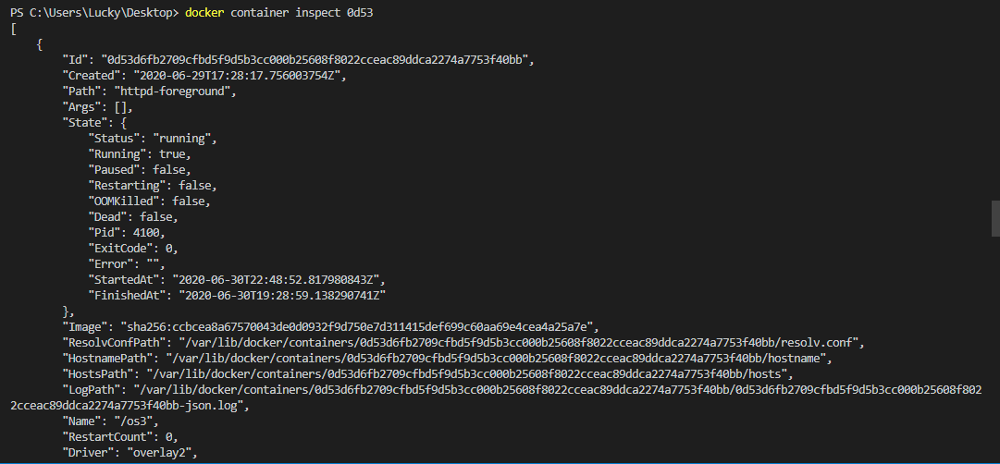 PS C:\Users\Lucky\Desktop> docker container inspect 0d53
[
    {
        "Id": "0d53d6fb2709cfbd5f9d5b3cc000b25608f8022cceac89ddca2274a7753f40bb",
        "Created": "2020-06-29T17:28:17.756003754Z",
        "Path": "httpd-foreground",
        "Args": [],
        "State": {
            "Status": "running",
            "Running": true,
            "Paused": false,
            "Restarting": false,
            "OOMKilled": false,
            "Dead": false,
            "Pid": 4100,
            "ExitCode": 0,
            "Error": "",
            "StartedAt": "2020-06-30T22:48:52.817980843Z",
            "FinishedAt": "2020-06-30T19:28:59.138290741Z"
        },
        "Image": "sha256:ccbcea8a67570043de0d0932f9d750e7d311415def699c60aa69e4cea4a25a7e",
        "ResolvConfPath": "/var/lib/docker/containers/0d53d6fb2709cfbd5f9d5b3cc000b25608f8022cceac89ddca2274a7753f40bb/resolv.conf",
        "HostnamePath": "/var/lib/docker/containers/0d53d6fb2709cfbd5f9d5b3cc000b25608f8022cceac89ddca2274a7753f40bb/hostname",
        "HostsPath": "/var/lib/docker/containers/0d53d6fb2709cfbd5f9d5b3cc000b25608f8022cceac89ddca2274a7753f40bb/hosts",
        "LogPath": "/var/lib/docker/containers/0d53d6fb2709cfbd5f9d5b3cc000b25608f8022cceac89ddca2274a7753f40bb/0d53d6fb2709cfbd5f9d5b3cc000b25608f802
2cceac89ddca2274a7753f40bb-json.log",
        "Name": "/os3",
        "RestartCount": 0,
        "Driver": "overlay2",